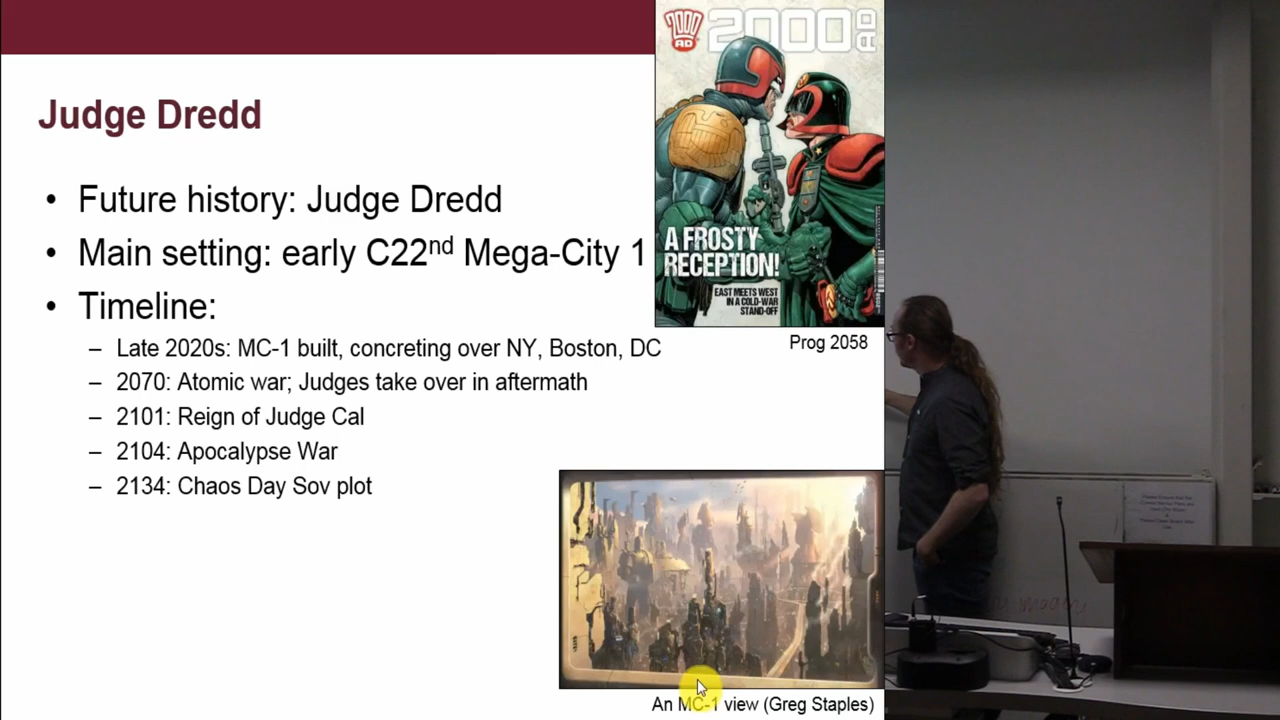 2000 AD
2000 AD
Judge Dredd
• Future history: Judge Dredd
• Main setting: early C22nd Mega-City 1
• Timeline:
– Late 2020s: MC-1 built, concreting over NY, Boston, DC
– 2070: Atomic war; Judges take over in aftermath
– 2101: Reign of Judge Cal
– 2104: Apocalypse War
– 2134: Chaos Day Sov plot
A FROSTY
RECEPTION!
EAST MEETS WEST
IN A COLD-WAR
STAND-OFF
Prog 2058
An MC-1 view (Greg Staples)